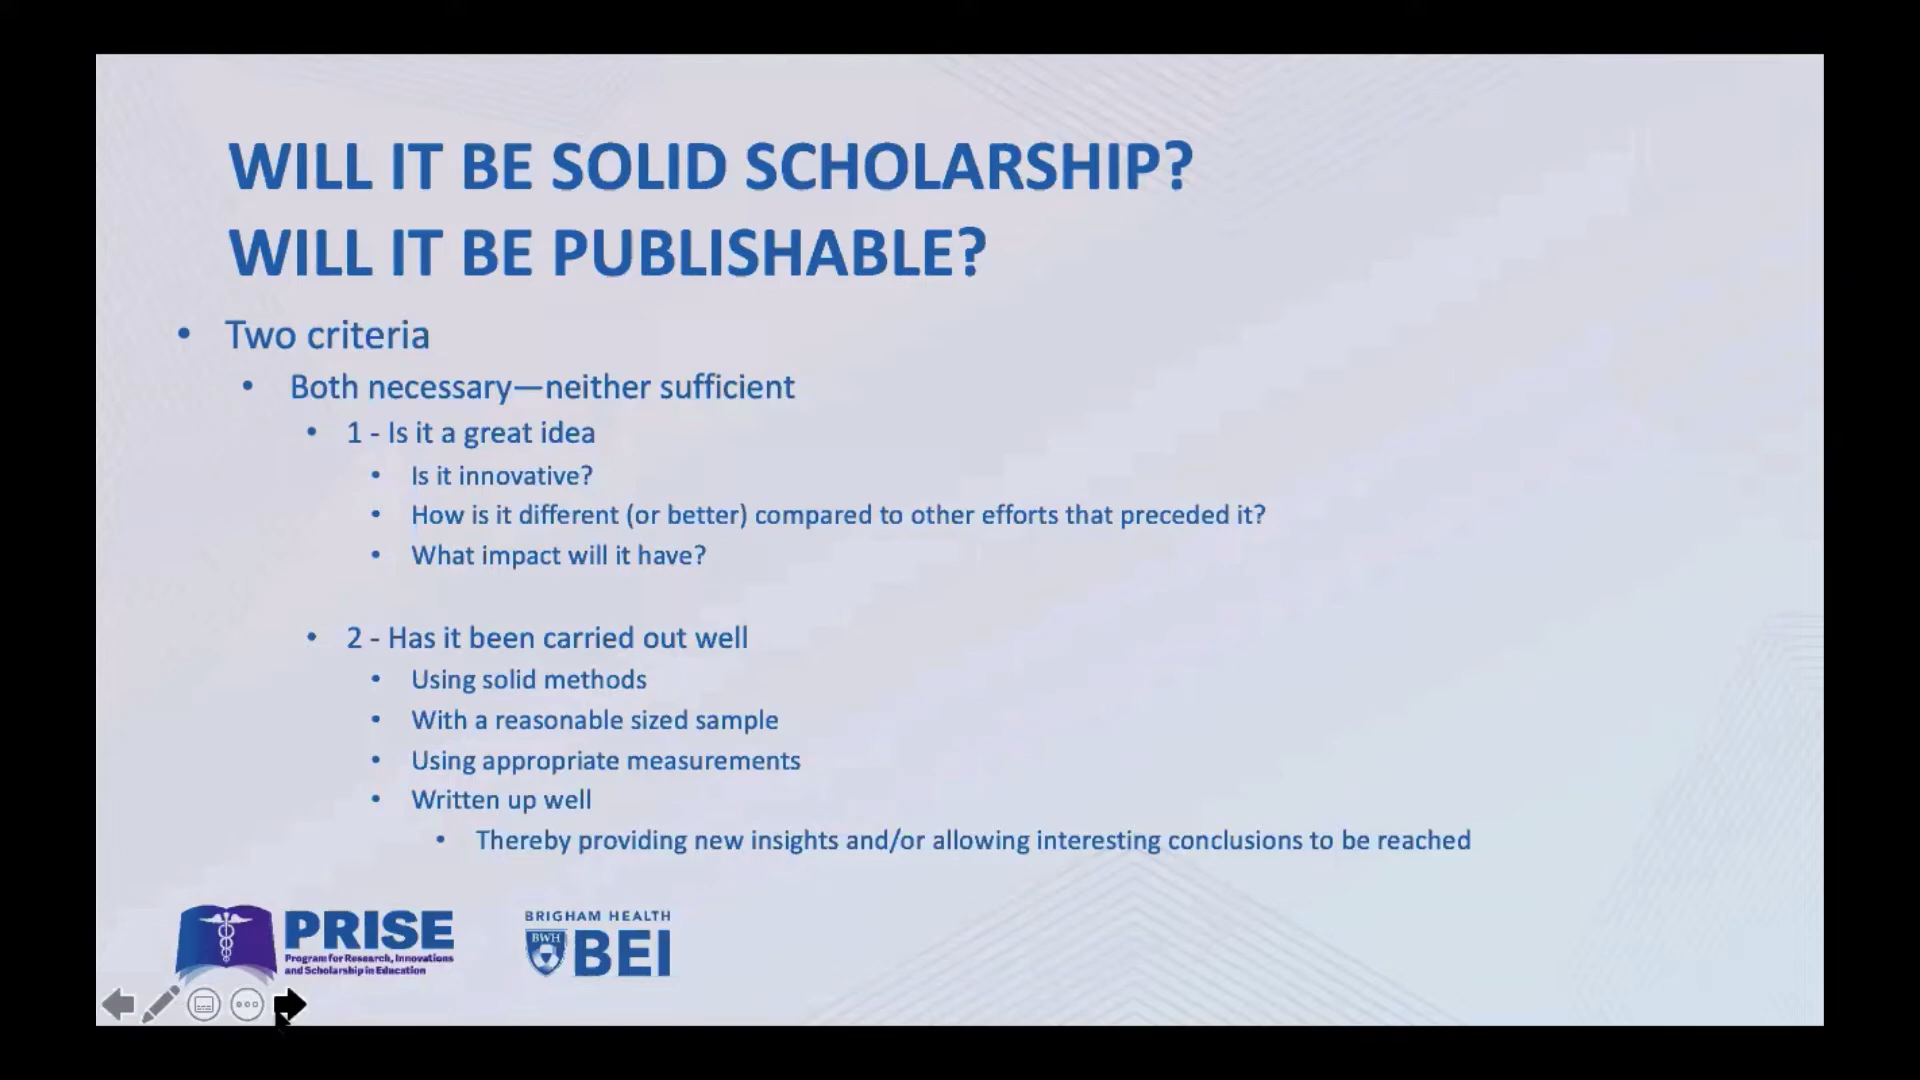 WILL IT BE SOLID SCHOLARSHIP?
WILL IT BE PUBLISHABLE?
• Two criteria
• Both necessary—neither sufficient
• 1 - Is it a great idea
• Is it innovative?
• How is it different (or better) compared to other efforts that preceded it?
• What impact will it have?
• 2 - Has it been carried out well
• Using solid methods
• With a reasonable sized sample
• Using appropriate measurements
• Written up well
• Thereby providing new insights and/or allowing interesting conclusions to be reached
PRISE
Program for Research, Innovations
and Scholarship in Education
BRIGHAM HEALTH
BWH
BEI